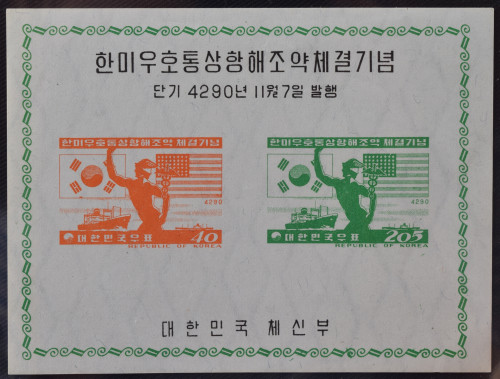 한미우호통상항해조약체결기념
단기 4290년 11월 7일 발행
한미우호통상항해조약 체결기념
4290
대한민국우표 40
REPUBLIC OF KOREA
한미우호통상항해조약 체결기념
4290
대한민국우표 205
REPUBLIC OF KOREA
대한민국 체신부